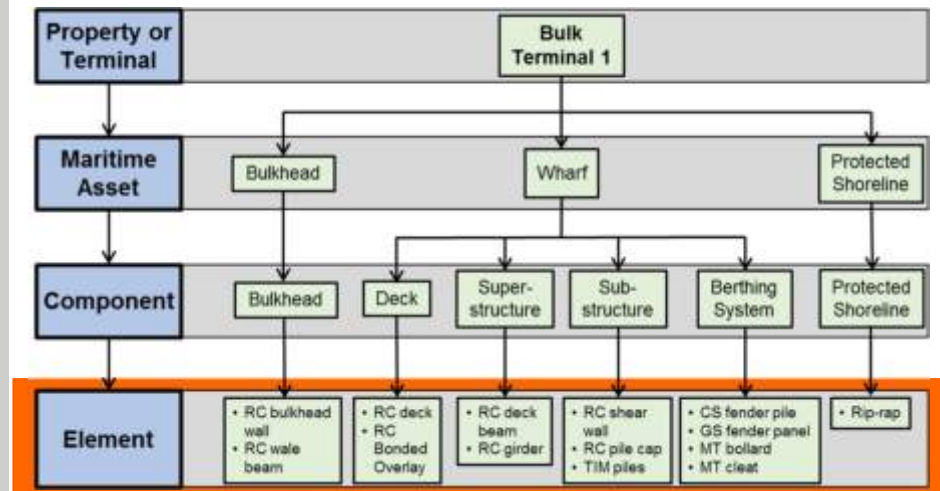 Property or
Terminal
Bulk
Terminal 1
Maritime
Asset
Bulkhead
Wharf
Protected
Shoreline
Component
Bulkhead
Deck
Super-
structure
Sub-
structure
Berthing
System
Protected
Shoreline
Element
• RC bulkhead
wall
• RC wale
beam
• RC deck
• RC
Bonded
Overlay
• RC deck
beam
• RC girder
• RC shear
wall
• RC pile cap
• TIM piles
• CS fender pile
• GS fender panel
• MT bollard
• MT cleat
• Rip-rap